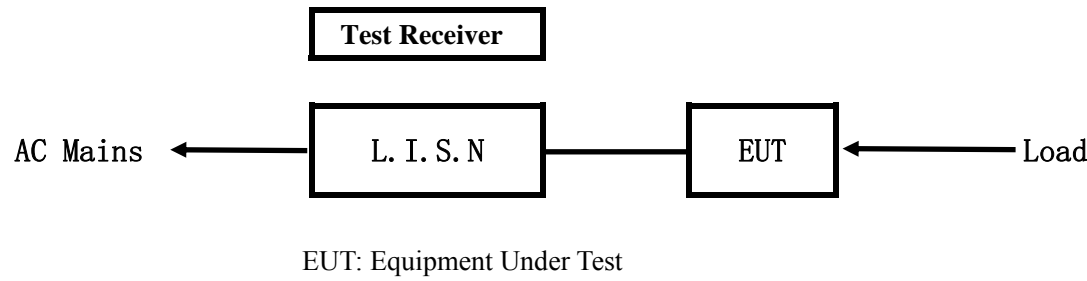 Test Receiver
AC Mains L.I.S.N EUT Load
EUT: Equipment Under Test